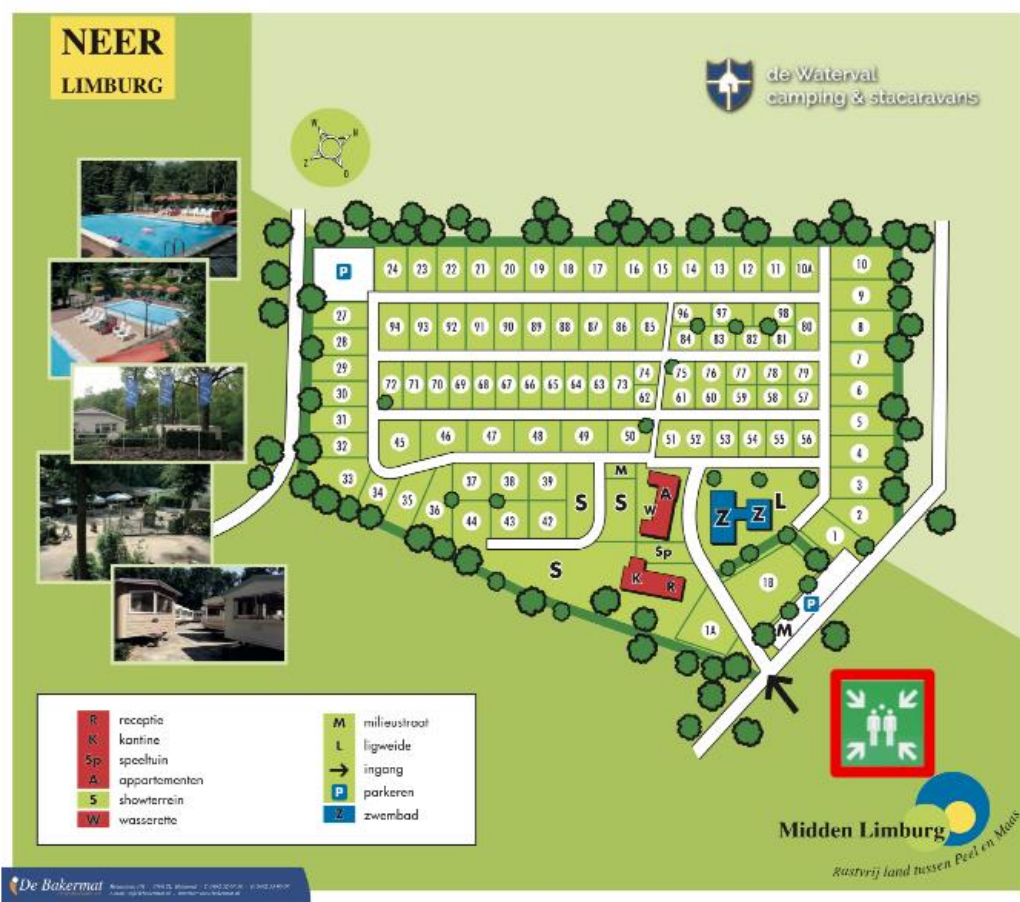 NEER
LIMBURG
de Waterval
camping & stacaravans
W
N
Z
O
P
24 23 22 21 20 19 18 17 16 15 14 13 12 11 10A
10
9
8
7
6
5
4
3
2
1
27
28
29
30
31
32
33
34
35
36
94 93 92 91 90 89 88 87 86 85
96 97 98
84 83 82 81 80
72 71 70 69 68 67 66 65 64 63 73
74 75 76 77 78 79
62 61 60 59 58 57
45 46 47 48 49 50 51 52 53 54 55 56
37 38 39
44 43 42
S
S
S
M
A
W
Sp
K
R
Z Z
L
1B
1A
P
M
R receptie
K kantine
Sp speeltuin
A appartementen
S showterrein
W wasserette
M milieustraat
L ligweide
ingang
P parkeren
Z zwembad
Midden Limburg
Rastvrij land tussen Peel en Maas
De Bakermat